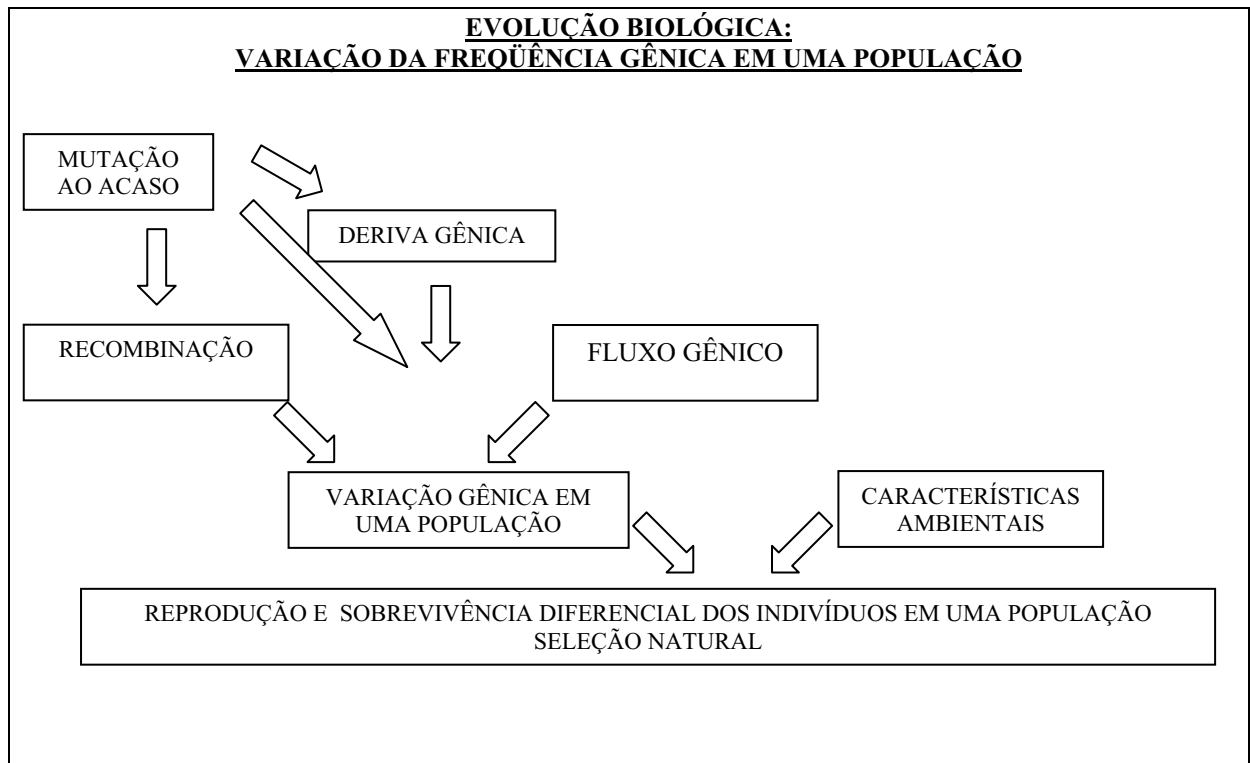 EVOLUÇÃO BIOLÓGICA:
VARIAÇÃO DA FREQÜÊNCIA GÊNICA EM UMA POPULAÇÃO
MUTAÇÃO
AO ACASO
DERIVA GÊNICA
RECOMBINAÇÃO
FLUXO GÊNICO
VARIAÇÃO GÊNICA EM
UMA POPULAÇÃO
CARACTERÍSTICAS
AMBIENTAIS
REPRODUÇÃO E SOBREVIVÊNCIA DIFERENCIAL DOS INDIVÍDUOS EM UMA POPULAÇÃO
SELEÇÃO NATURAL